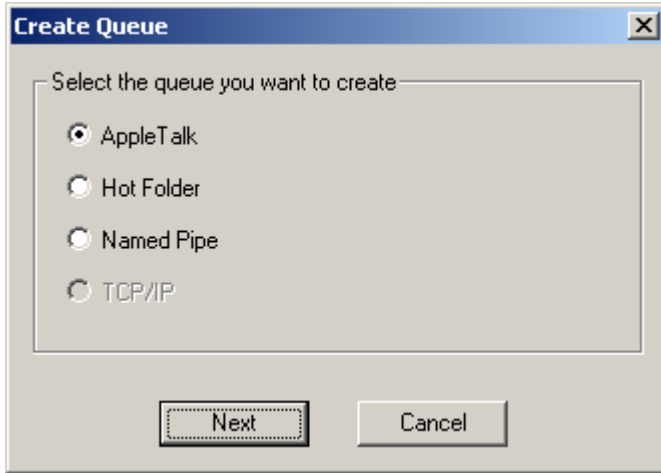 Create Queue
Select the queue you want to create
AppleTalk
Hot Folder
Named Pipe
TCP/IP
Next Cancel